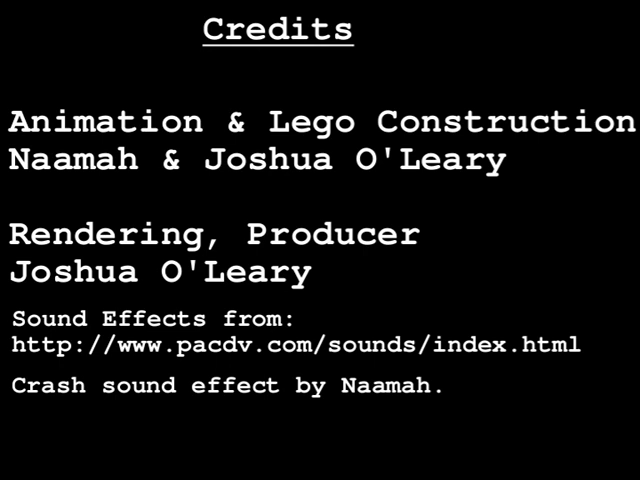 Credits
Animation & Lego Construction
Naamah & Joshua O'Leary
Rendering, Producer
Joshua O'Leary
Sound Effects from:
http://www.pacdv.com/sounds/index.html
Crash sound effect by Naamah.